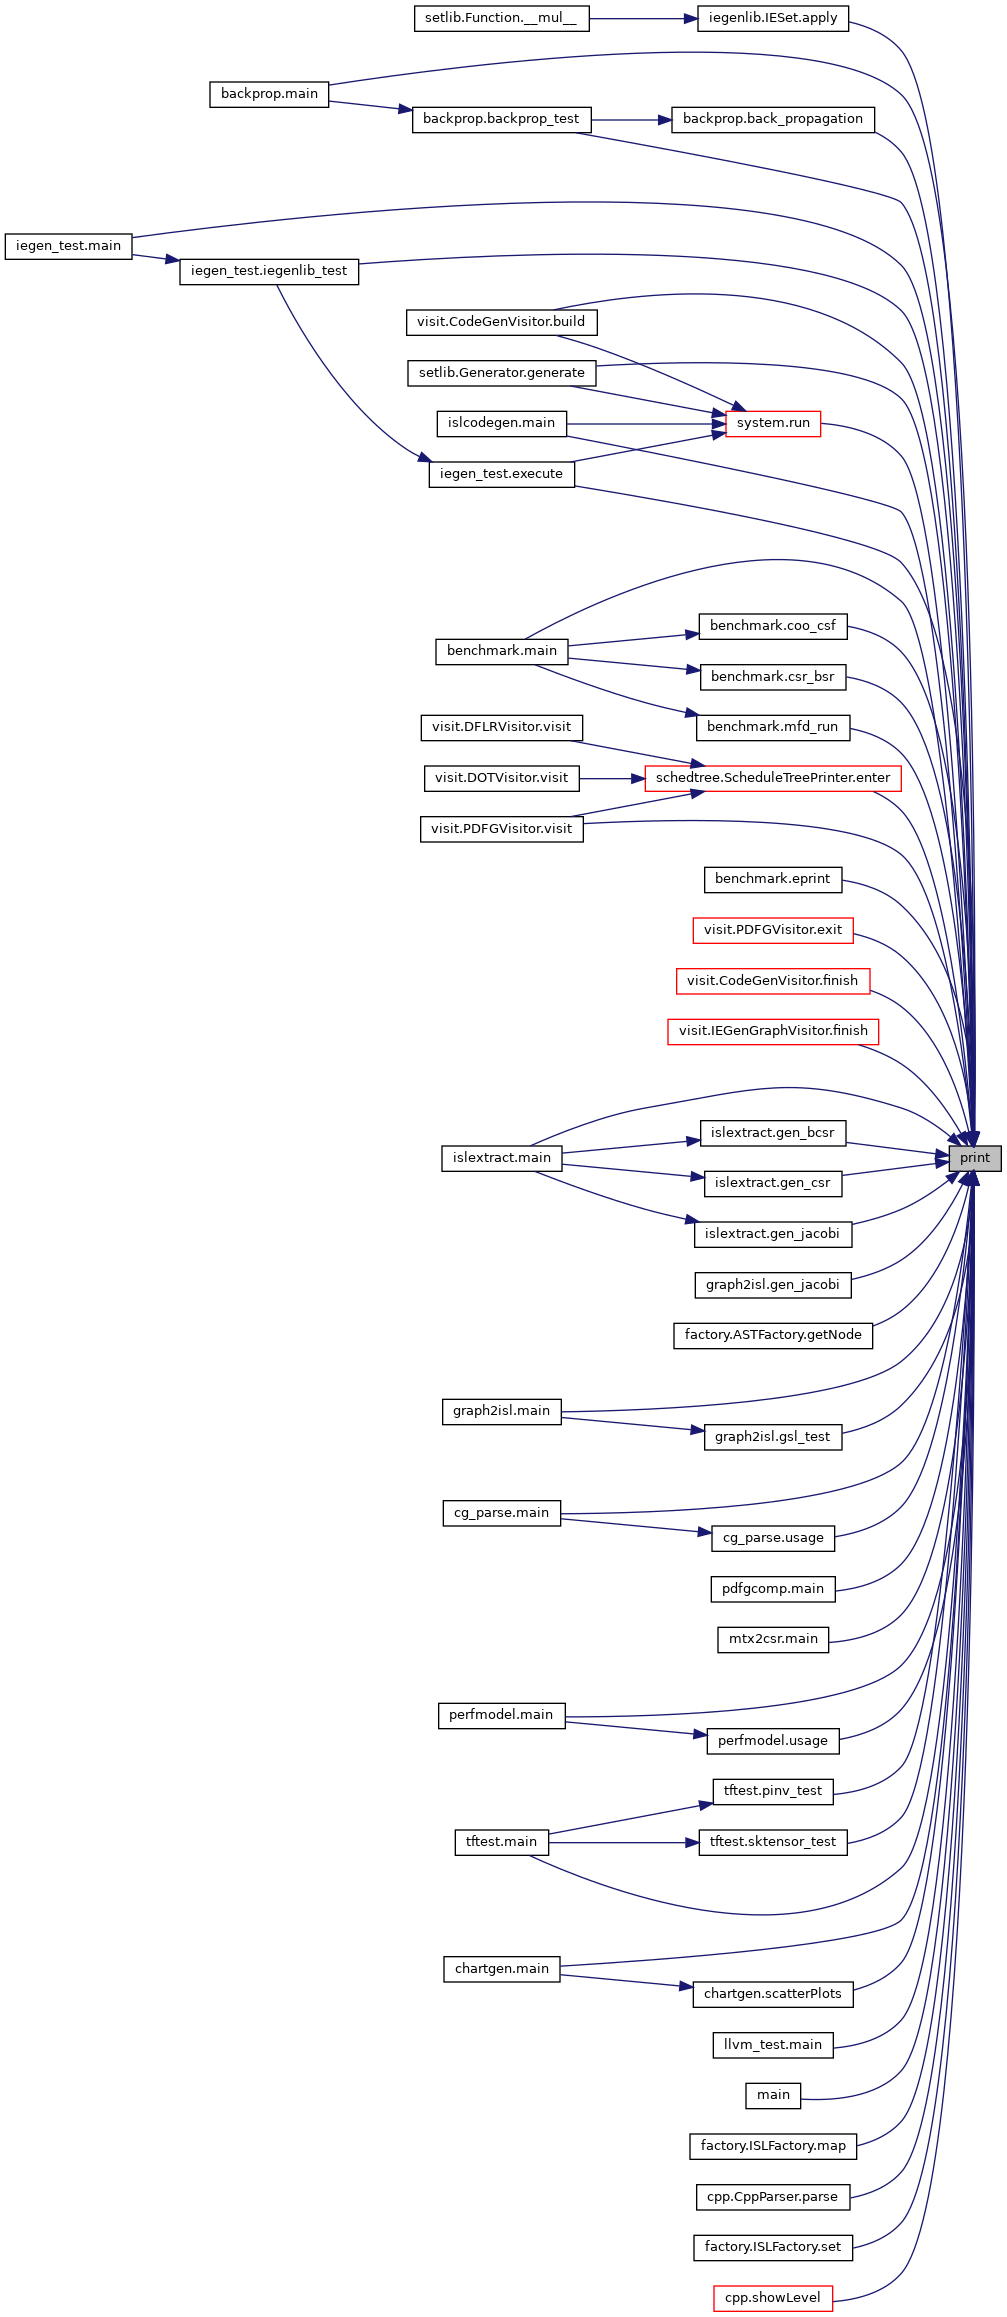 setlib.Function.__mul__
iegenlib.IESet.apply
backprop.main
backprop.backprop_test
backprop.back_propagation
iegen_test.main
iegen_test.iegenlib_test
visit.CodeGenVisitor.build
setlib.Generator.generate
islcodegen.main
system.run
iegen_test.execute
benchmark.coo_csf
benchmark.main
benchmark.csr_bsr
benchmark.mfd_run
visit.DFLRVisitor.visit
visit.DOTVisitor.visit
schedtree.ScheduleTreePrinter.enter
visit.PDFGVisitor.visit
benchmark.eprint
visit.PDFGVisitor.exit
visit.CodeGenVisitor.finish
visit.IEGenGraphVisitor.finish
islextract.gen_bcsr
islextract.main
print
islextract.gen_csr
islextract.gen_jacobi
graph2isl.gen_jacobi
factory.ASTFactory.getNode
graph2isl.main
graph2isl.gsl_test
cg_parse.main
cg_parse.usage
pdfgcomp.main
mtx2csr.main
perfmodel.main
perfmodel.usage
tftest.pinv_test
tftest.main
tftest.sktensor_test
chartgen.main
chartgen.scatterPlots
llvm_test.main
main
factory.ISLFactory.map
cpp.CppParser.parse
factory.ISLFactory.set
cpp.showLevel